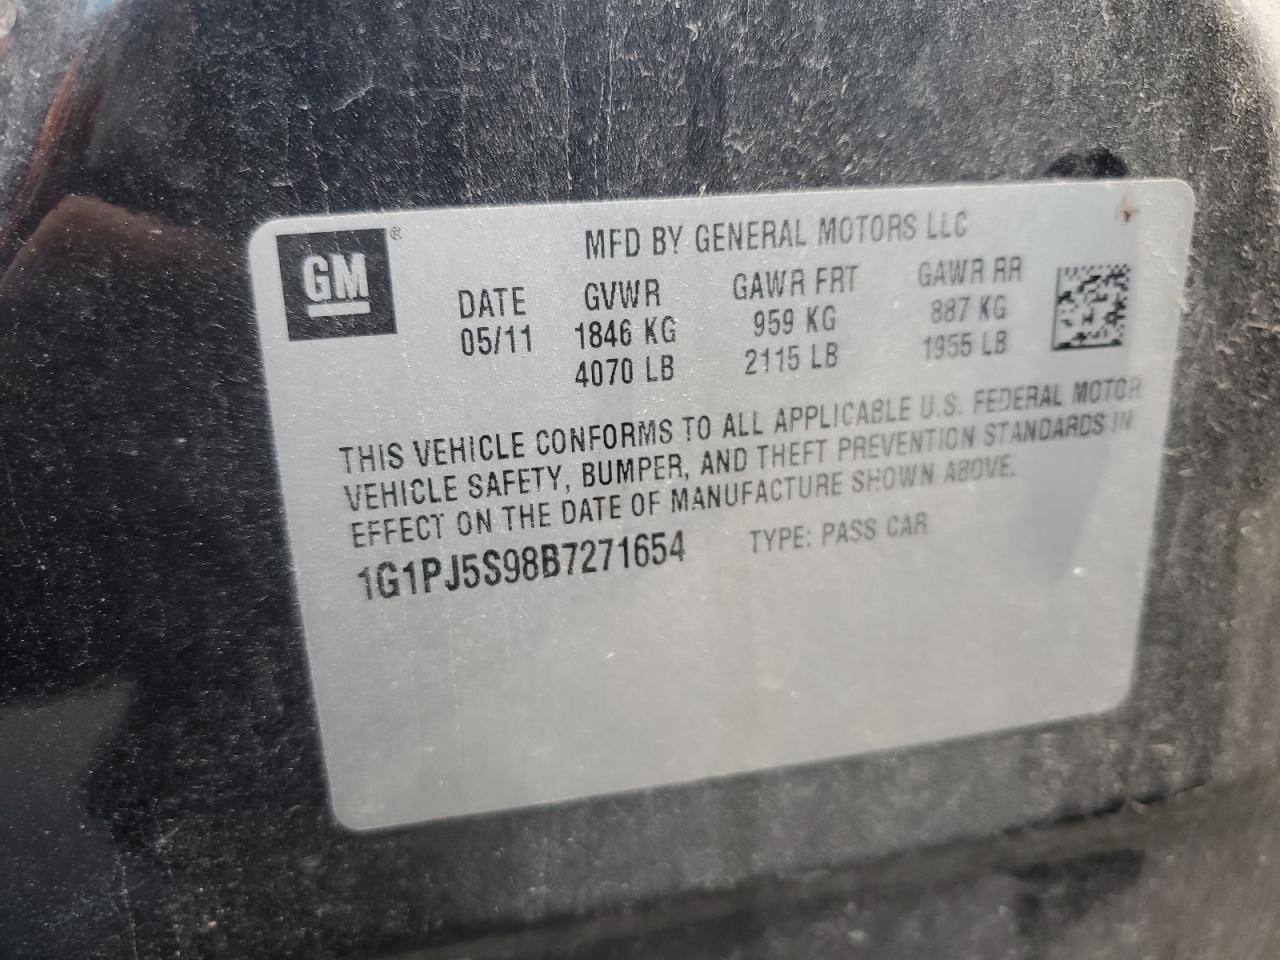 GM ®
MFD BY GENERAL MOTORS LLC
DATE GVWR GAWR FRT GAWR RR
05/11 1846 KG 959 KG 887 KG
4070 LB 2115 LB 1955 LB
THIS VEHICLE CONFORMS TO ALL APPLICABLE U.S. FEDERAL MOTOR
VEHICLE SAFETY, BUMPER, AND THEFT PREVENTION STANDARDS IN
EFFECT ON THE DATE OF MANUFACTURE SHOWN ABOVE.
1G1PJ5S98B7271654 TYPE: PASS CAR